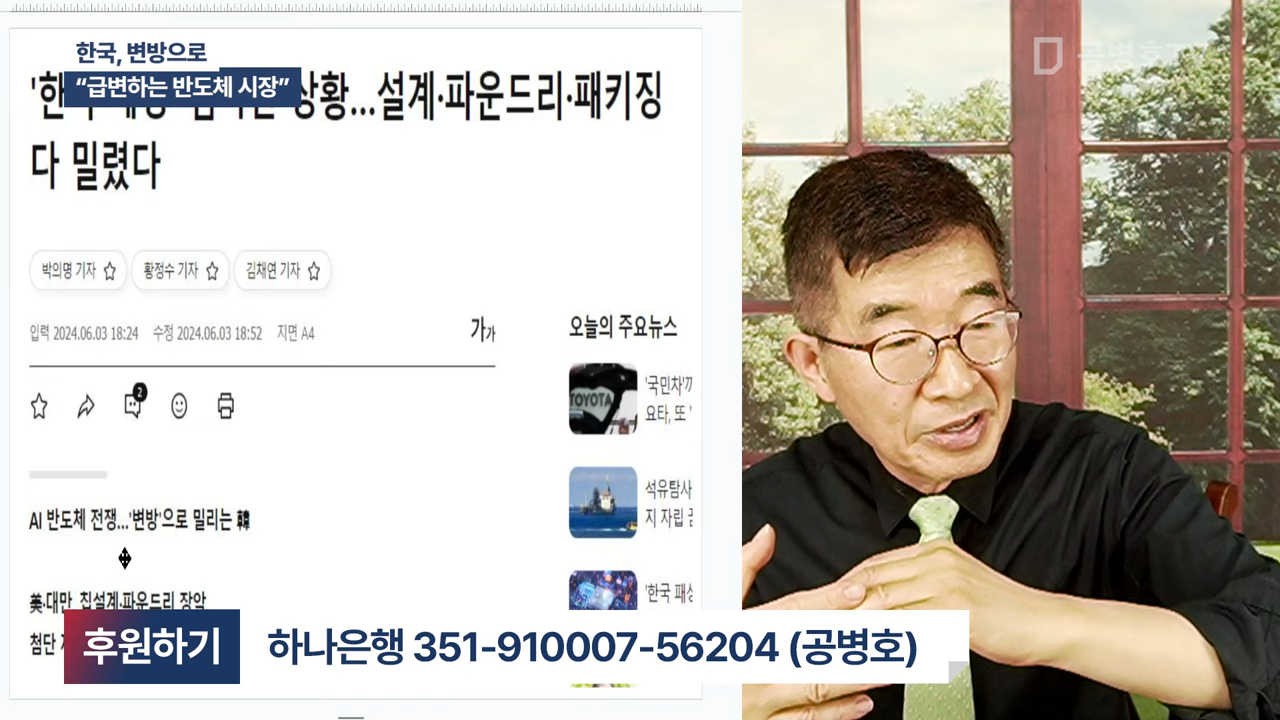 한국, 변방으로
“급변하는 반도체 시장”
상황...설계·파운드리·패키징
다 밀렸다
박의명 기자
황정수 기자
김채연 기자
입력 2024.06.03 18:24 수정 2024.06.03 18:52 지면 A4
가가
오늘의 주요뉴스
2
TOYOTA
'국민차'
요타, 또 '
석유탐사
지 자립
AI 반도체 전쟁...'변방'으로 밀리는 韓
美·대만, 칩설계·파운드리 장악
첨단
'한국
후원하기
하나은행 351-910007-56204 (공병호)
공병호